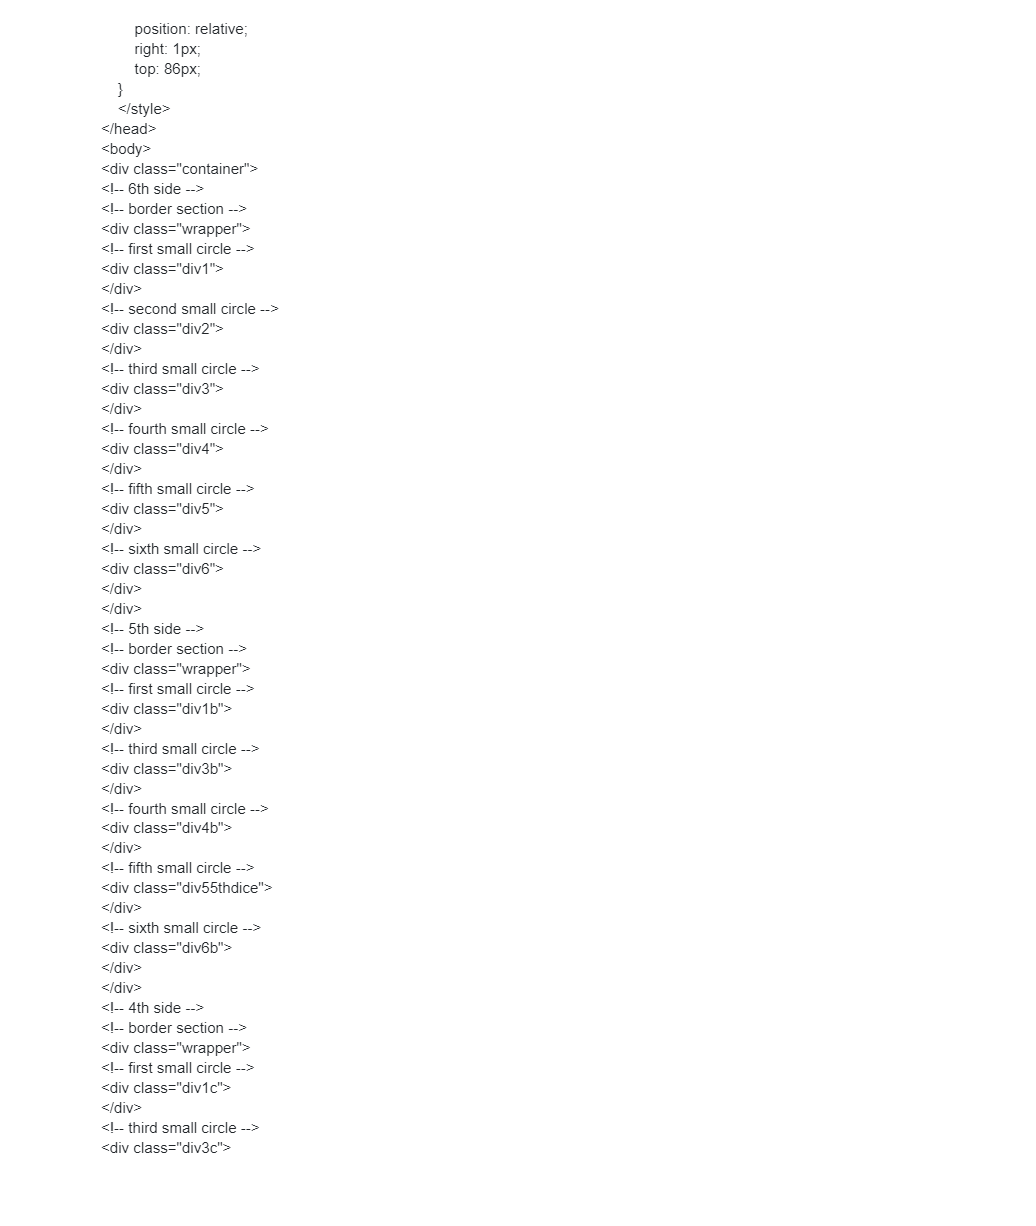 position: relative;
right: 1px;
top: 86px;
}
</style>
</head>
<body>
<div class="container">
<!-- 6th side -->
<!-- border section -->
<div class="wrapper">
<!-- first small circle -->
<div class="div1">
</div>
<!-- second small circle -->
<div class="div2">
</div>
<!-- third small circle -->
<div class="div3">
</div>
<!-- fourth small circle -->
<div class="div4">
</div>
<!-- fifth small circle -->
<div class="div5">
</div>
<!-- sixth small circle -->
<div class="div6">
</div>
</div>
<!-- 5th side -->
<!-- border section -->
<div class="wrapper">
<!-- first small circle -->
<div class="div1b">
</div>
<!-- third small circle -->
<div class="div3b">
</div>
<!-- fourth small circle -->
<div class="div4b">
</div>
<!-- fifth small circle -->
<div class="div55thdice">
</div>
<!-- sixth small circle -->
<div class="div6b">
</div>
</div>
<!-- 4th side -->
<!-- border section -->
<div class="wrapper">
<!-- first small circle -->
<div class="div1c">
</div>
<!-- third small circle -->
<div class="div3c">